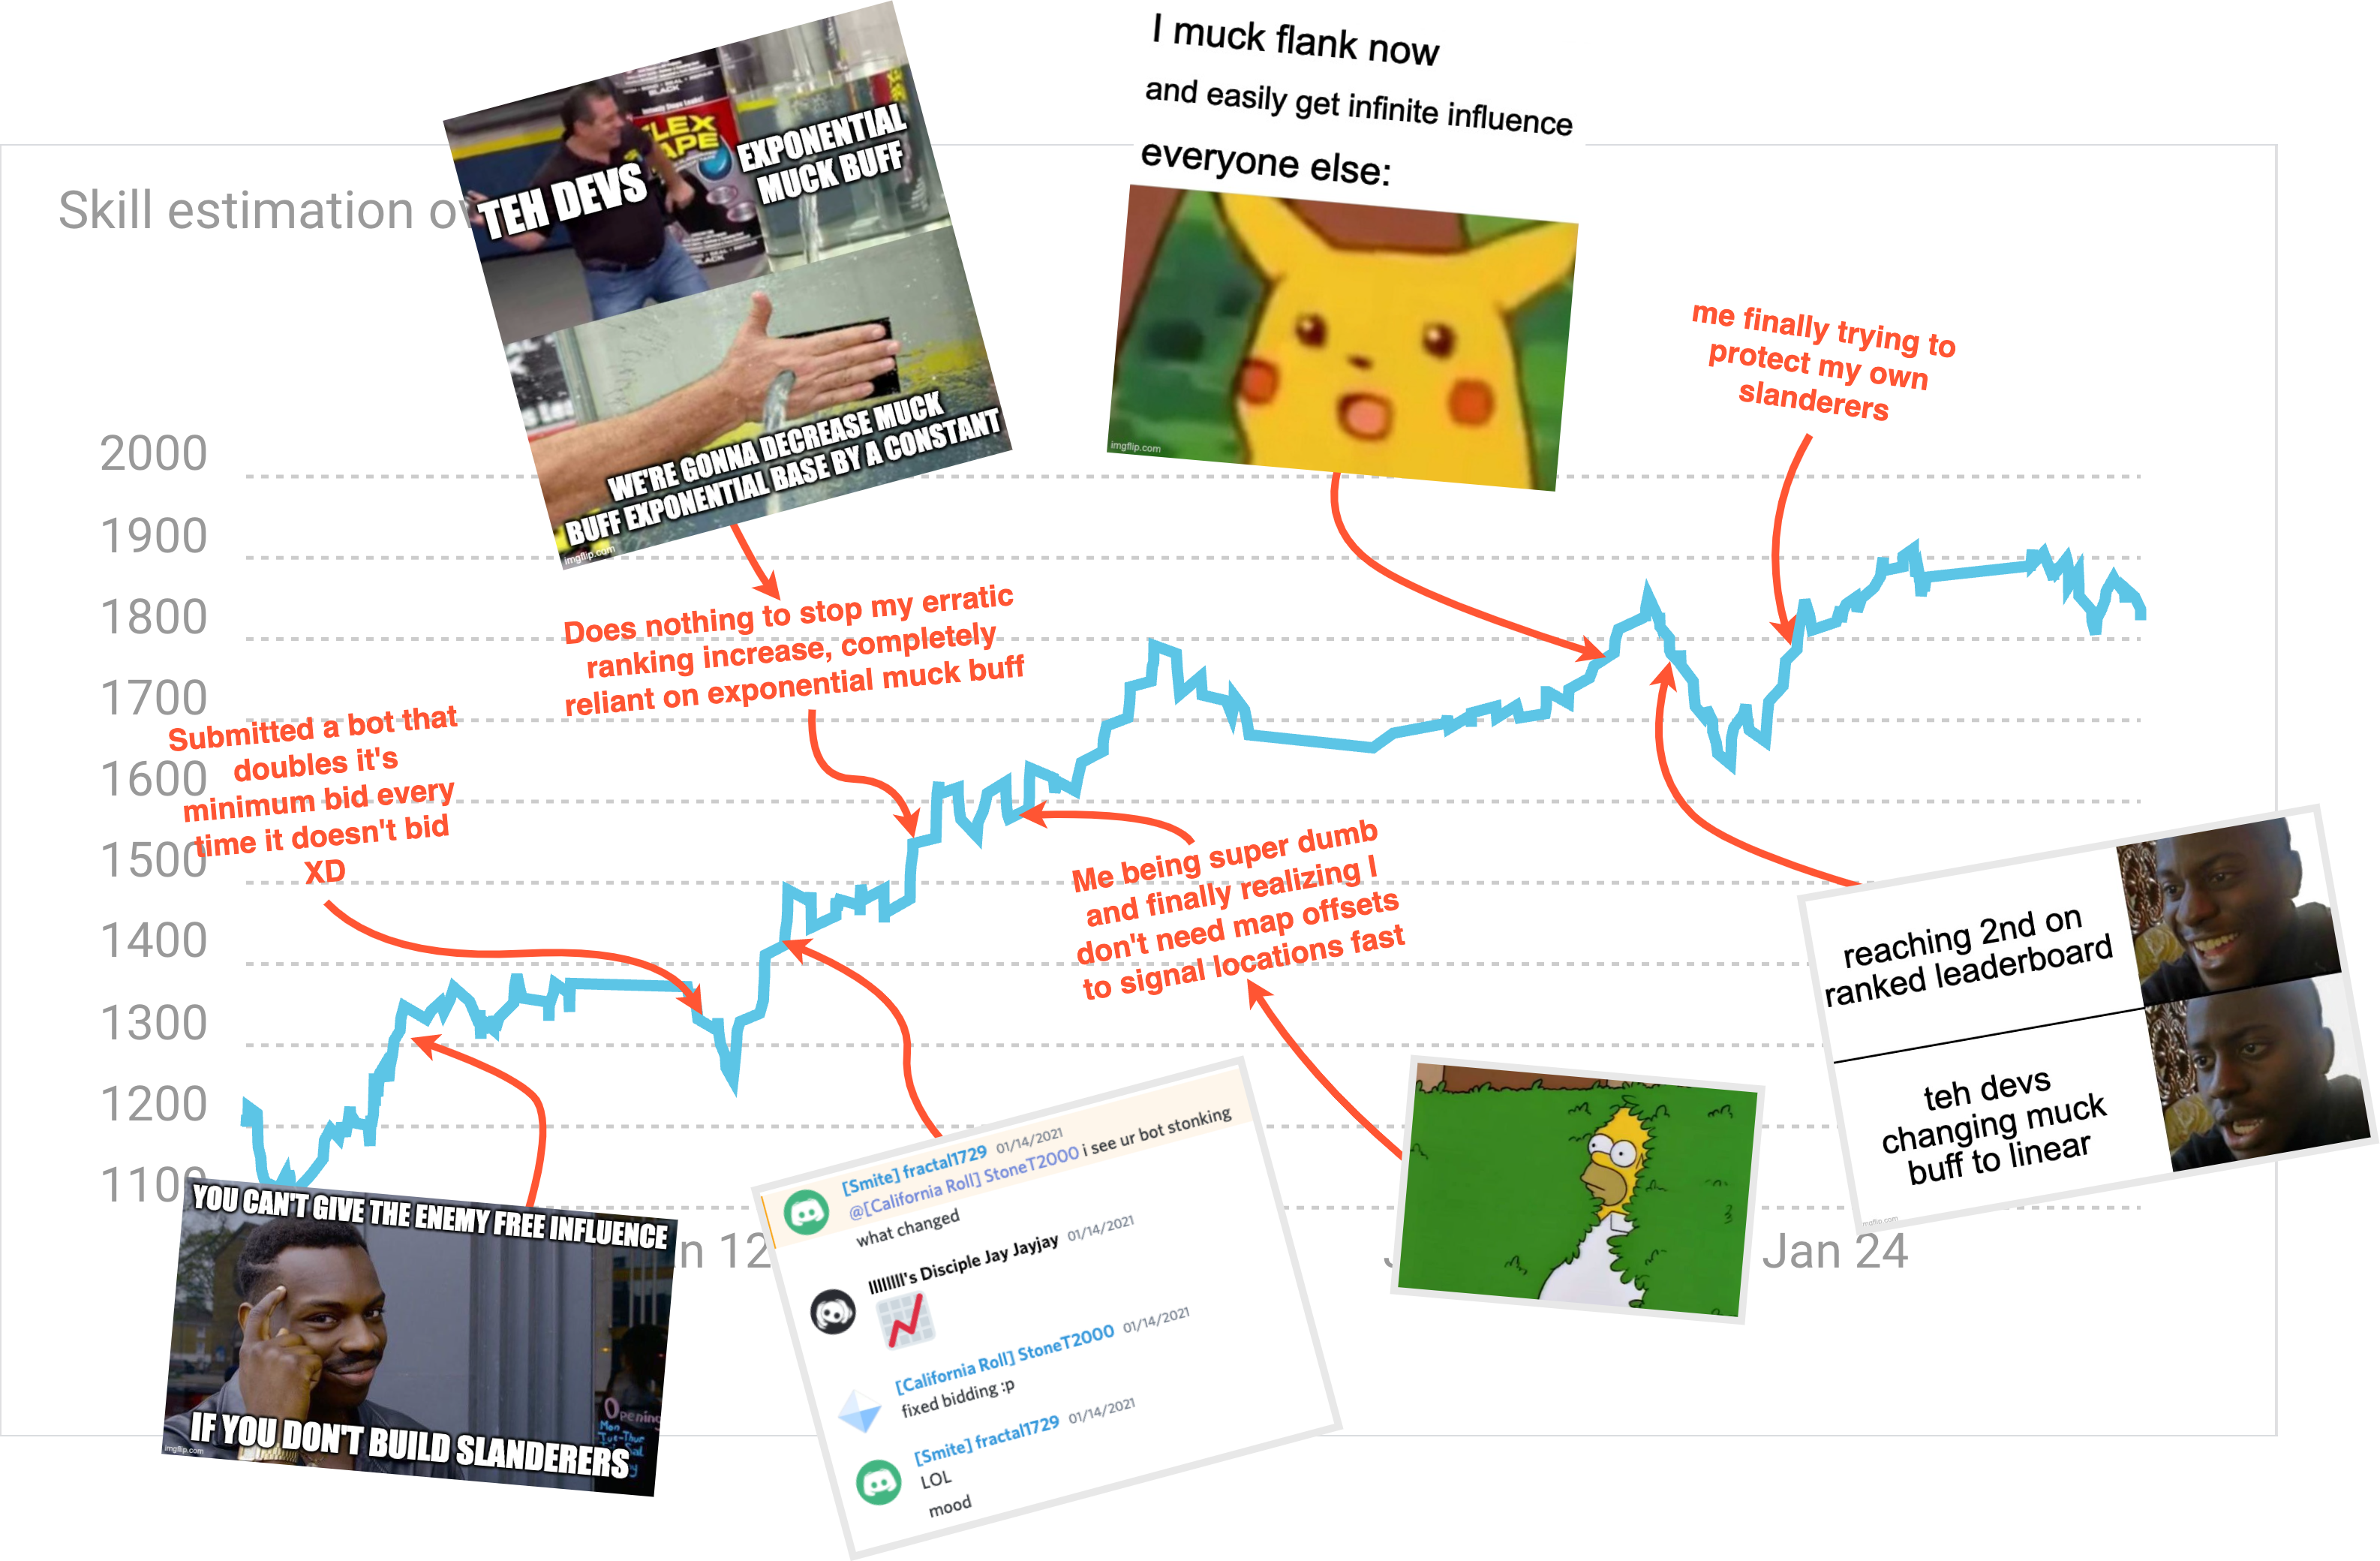 Skill estimation ov
2000
1900
1800
1700
1600
1500
1400
1300
1200
1100
n 12
Jan 24
FLEX
TAPE
BLACK
TEH DEVS
EXPONENTIAL
MUCK BUFF
WE'RE GONNA DECREASE MUCK
BUFF EXPONENTIAL BASE BY A CONSTANT
imgflip.com
I muck flank now
and easily get infinite influence
everyone else:
imgflip.com
me finally trying to
protect my own
slanderers
Does nothing to stop my erratic
ranking increase, completely
reliant on exponential muck buff
Submitted a bot that
doubles it's
minimum bid every
time it doesn't bid
XD
Me being super dumb
and finally realizing I
don't need map offsets
to signal locations fast
reaching 2nd on
ranked leaderboard
teh devs
changing muck
buff to linear
imgflip.com
YOU CAN'T GIVE THE ENEMY FREE INFLUENCE
IF YOU DON'T BUILD SLANDERERS
Opening
Mon
imgflip.com
[Smite] fractal1729 01/14/2021
@[California Roll] StoneT2000 i see ur bot stonking
what changed
llllllll's Disciple Jay Jayjay 01/14/2021
[California Roll] StoneT2000 01/14/2021
fixed bidding :p
[Smite] fractal1729 01/14/2021
LOL
mood